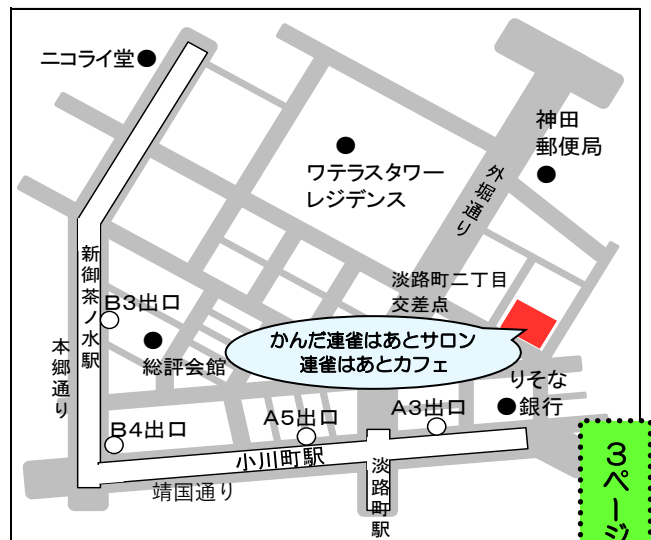 ニコライ堂
神田
郵便局
ワテラスタワー
レジデンス
外堀通り
淡路町二丁目
交差点
新御茶ノ水駅
B3出口
本郷通り
総評会館
かんだ連雀はあとサロン
連雀はあとカフェ
りそな
銀行
A3出口
A5出口
B4出口
小川町駅
靖国通り
淡路町駅
3ページ